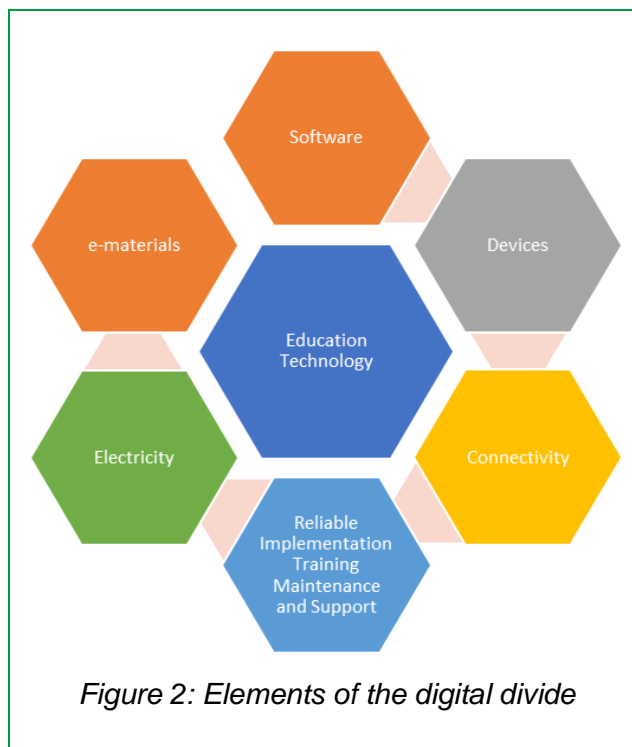 Software
e-materials
Devices
Education
Technology
Electricity
Connectivity
Reliable
Implementation
Training
Maintenance
and Support
Figure 2: Elements of the digital divide